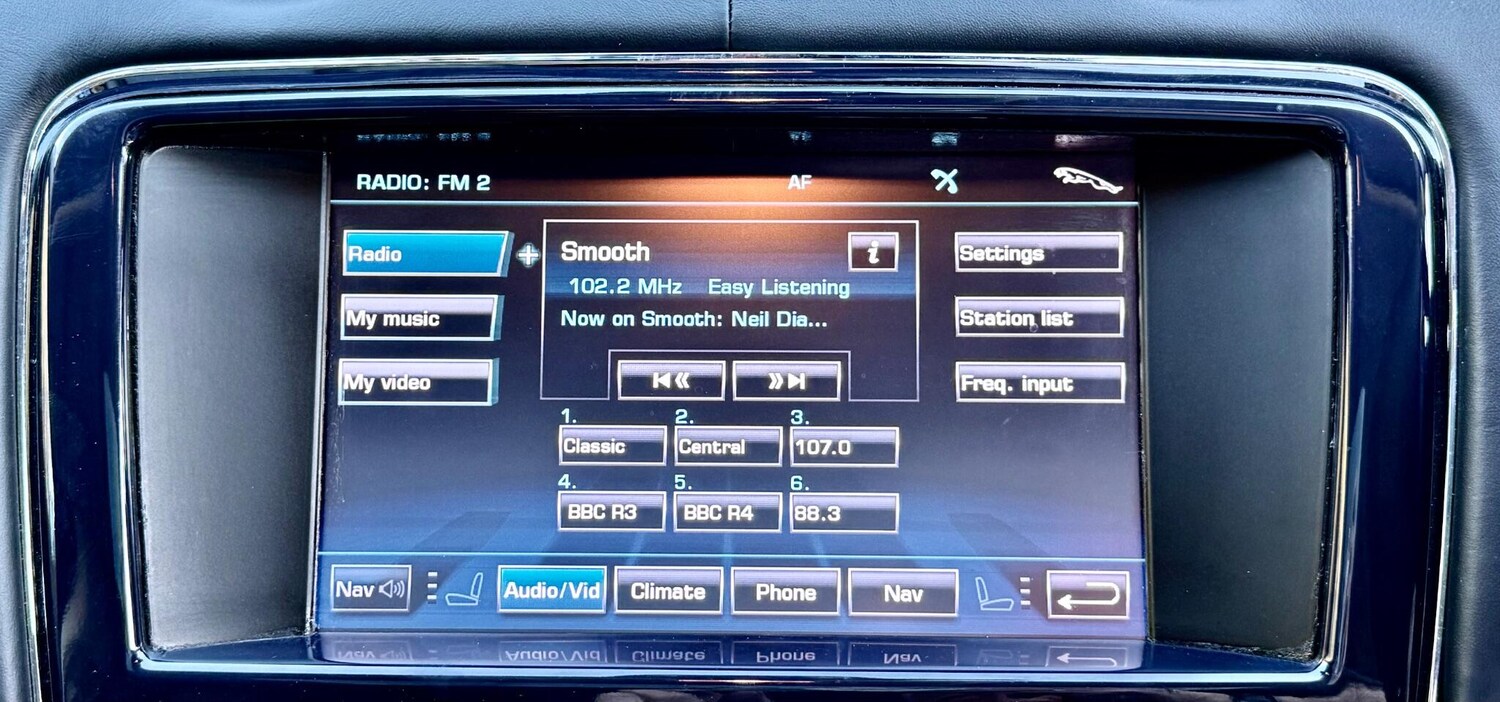 RADIO: FM 2 AF
Radio
My music
My video
Smooth i
102.2 MHz Easy Listening
Now on Smooth: Neil Dia...
Settings
Station list
Freq. input
1. 2. 3.
Classic Central 107.0
4. 5. 6.
BBC R3 BBC R4 88.3
Nav Audio/Vid Climate Phone Nav